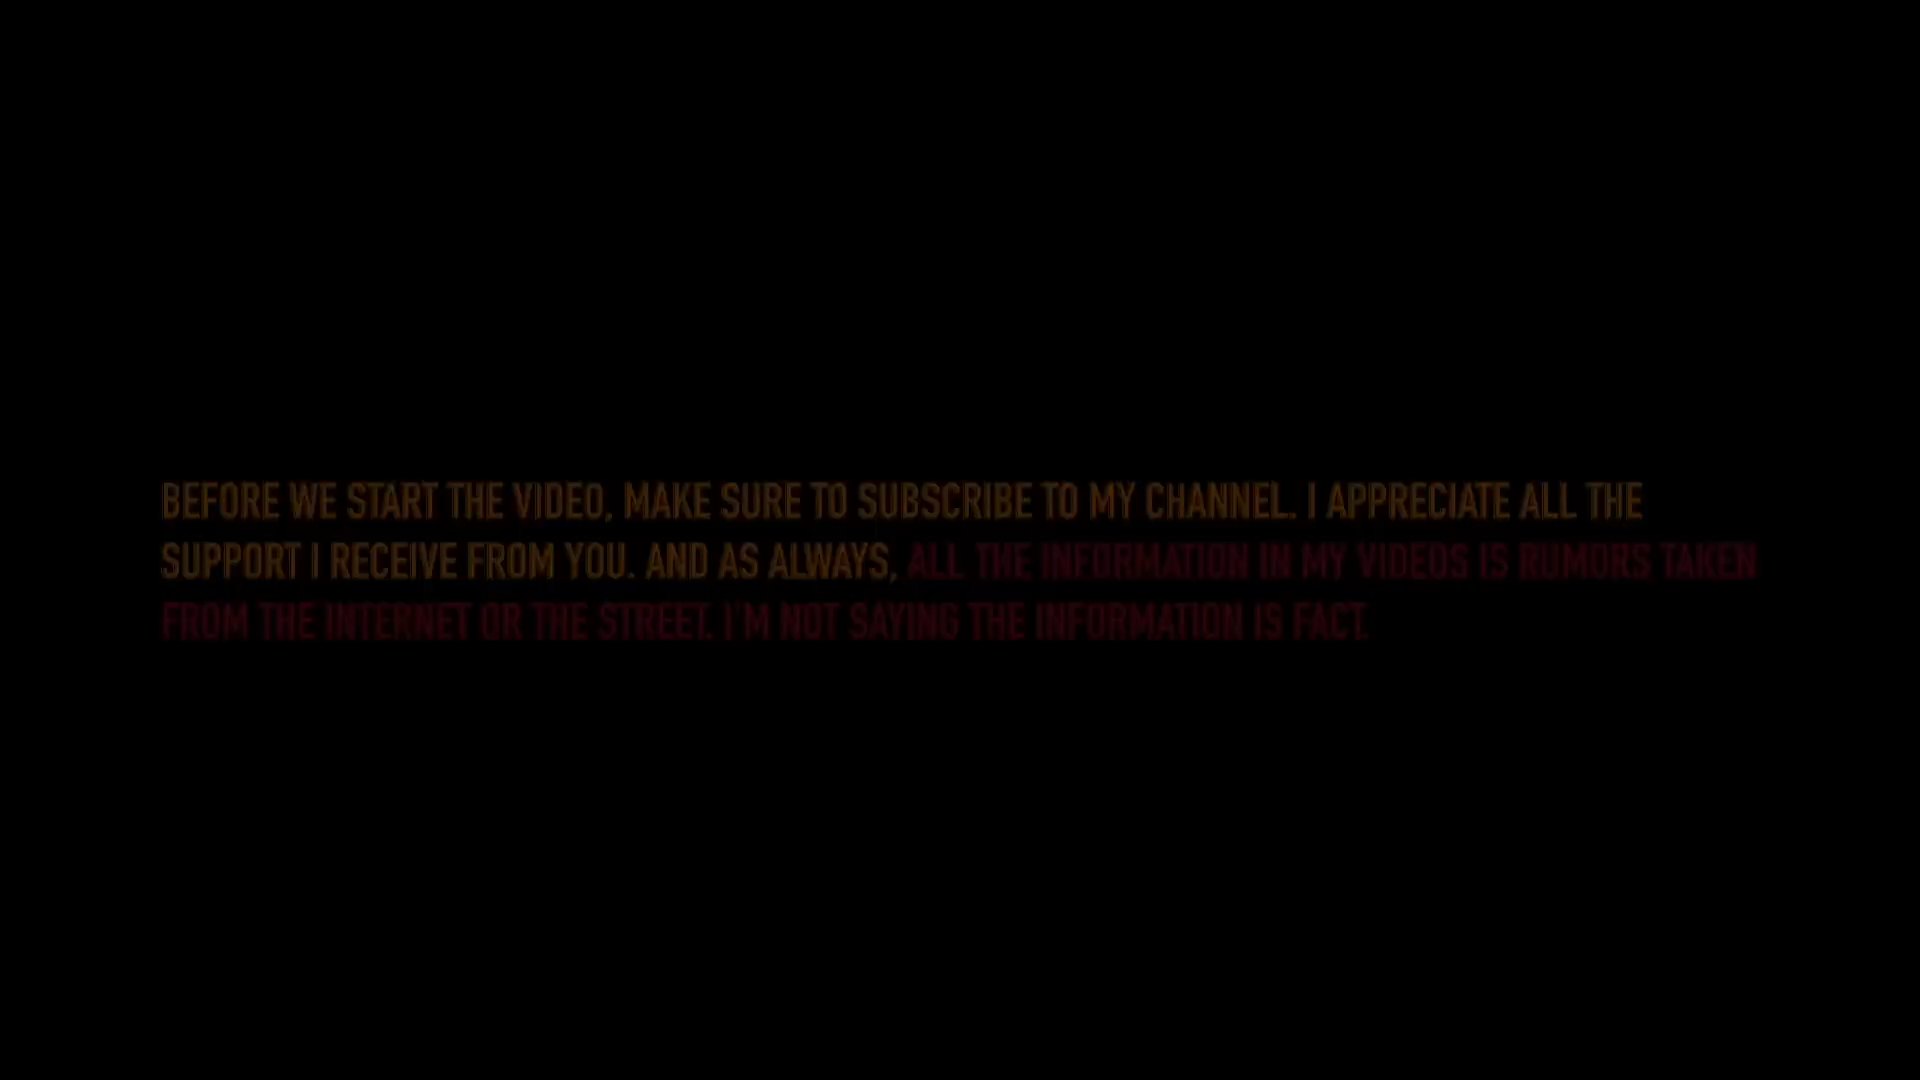 BEFORE WE START THE VIDEO, MAKE SURE TO SUBSCRIBE TO MY CHANNEL. I APPRECIATE ALL THE
SUPPORT I RECEIVE FROM YOU. AND AS ALWAYS, ALL THE INFORMATION IN MY VIDEOS IS RUMORS TAKEN
FROM THE INTERNET OR THE STREET. I'M NOT SAYING THE INFORMATION IS FACT.